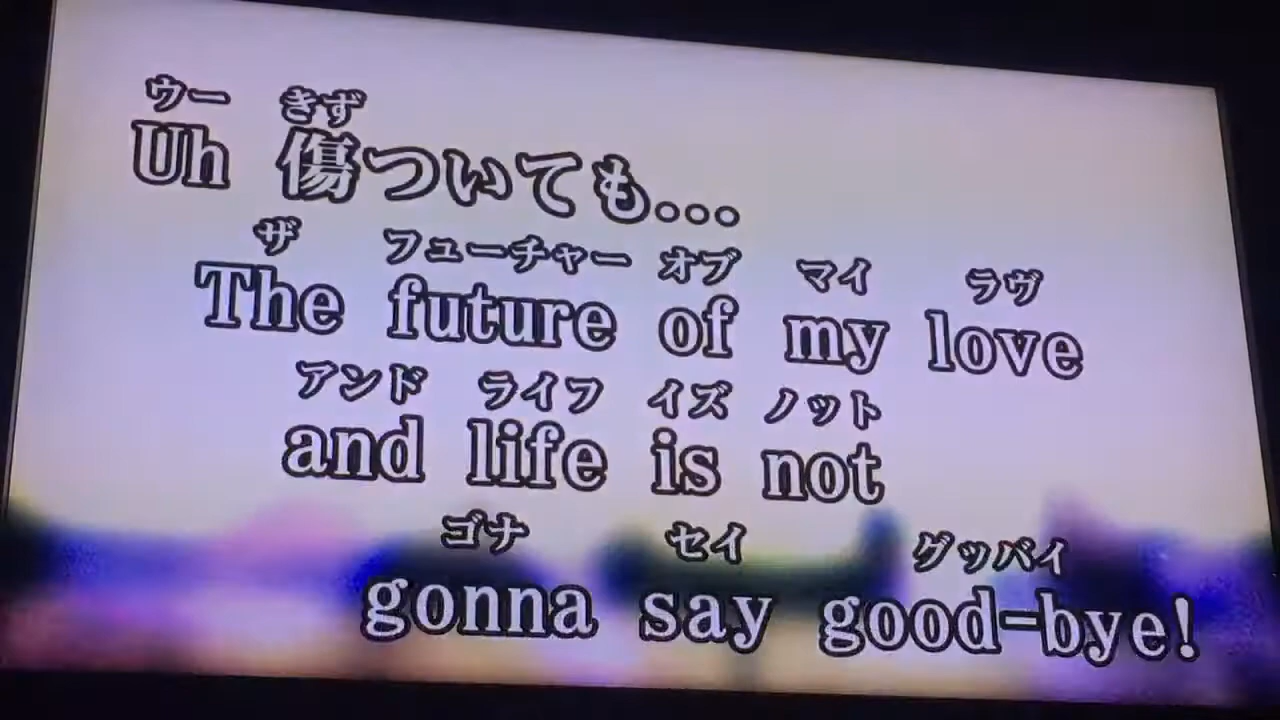 ウー きず
Uh 傷ついても...
ザ フューチャー オブ マイ ラヴ
The future of my love
アンド ライフ イズ ノット
and life is not
ゴナ セイ グッバイ
gonna say good-bye!